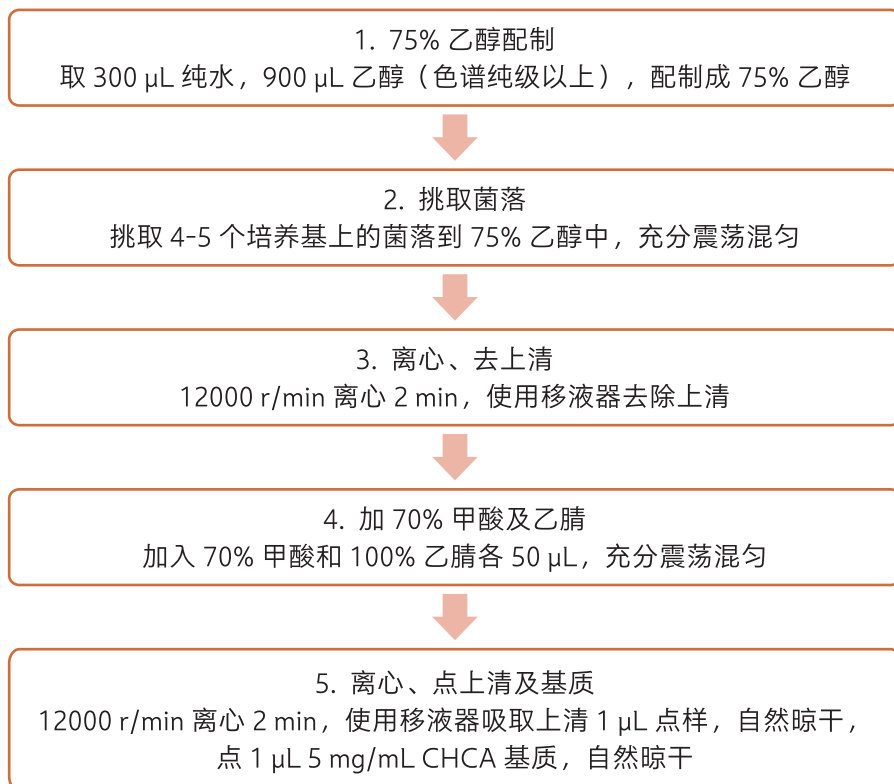 1. 75% 乙醇配制
取 300 μL 纯水，900 μL 乙醇（色谱纯级以上），配制成 75% 乙醇
2. 挑取菌落
挑取 4-5 个培养基上的菌落到 75% 乙醇中，充分震荡混匀
3. 离心、去上清
12000 r/min 离心 2 min，使用移液器去除上清
4. 加 70% 甲酸及乙腈
加入 70% 甲酸和 100% 乙腈各 50 μL，充分震荡混匀
5. 离心、点上清及基质
12000 r/min 离心 2 min，使用移液器吸取上清 1 μL 点样，自然晾干，
点 1 μL 5 mg/mL CHCA 基质，自然晾干